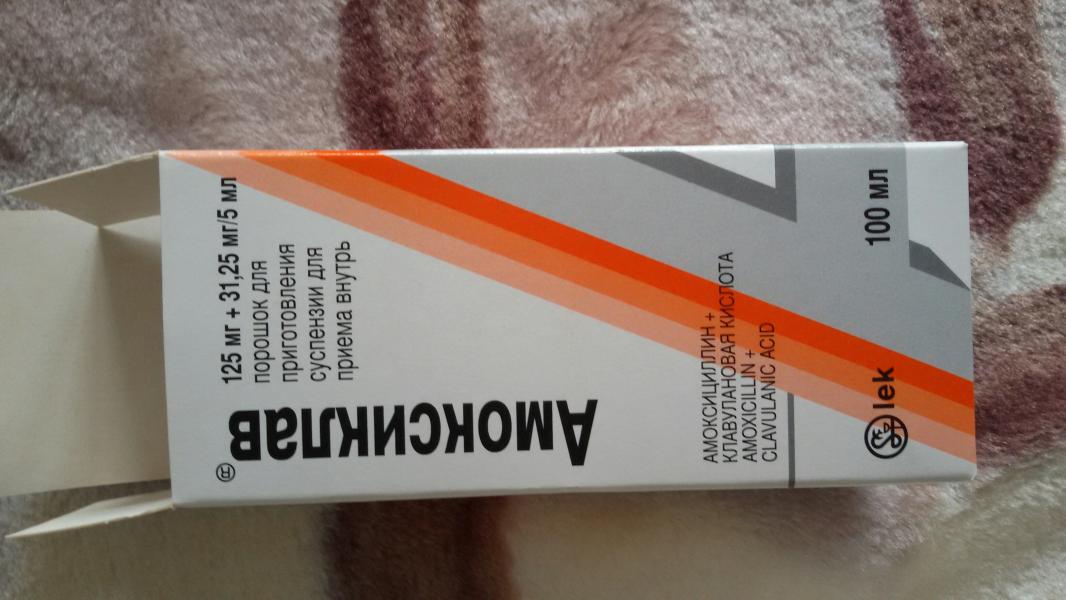 Амоксиклав®
125 мг + 31,25 мг/5 мл
порошок для
приготовления
суспензии для
приема внутрь
АМОКСИЦИЛЛИН +
КЛАВУЛАНОВАЯ КИСЛОТА
AMOXICILLIN +
CLAVULANIC ACID
lek
100 мл